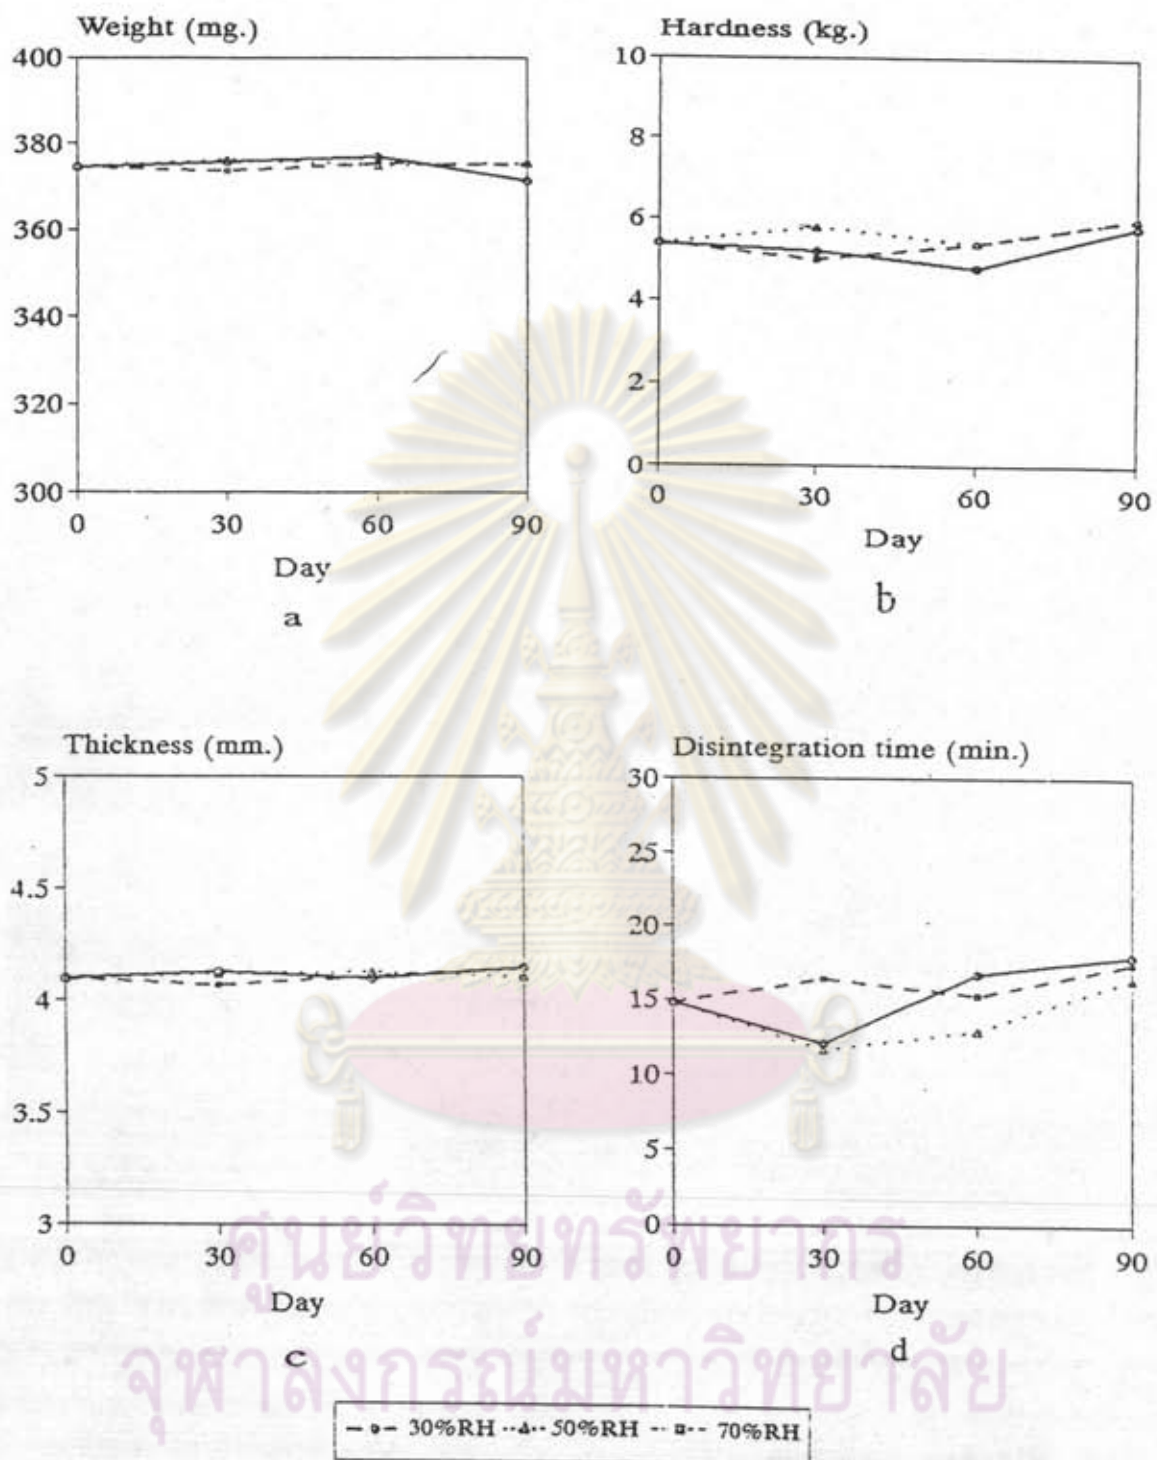 Weight (mg.)
400
380
360
340
320
300
0 30 60 90
Day
a
Hardness (kg.)
10
8
6
4
2
0
0 30 60 90
Day
b
Thickness (mm.)
5
4.5
4
3.5
3
0 30 60 90
Day
c
Disintegration time (min.)
30
25
20
15
10
5
0
0 30 60 90
Day
d
ศูนย์วิทยทรัพยากร
จุฬาลงกรณ์มหาวิทยาลัย
30%RH 50%RH 70%RH